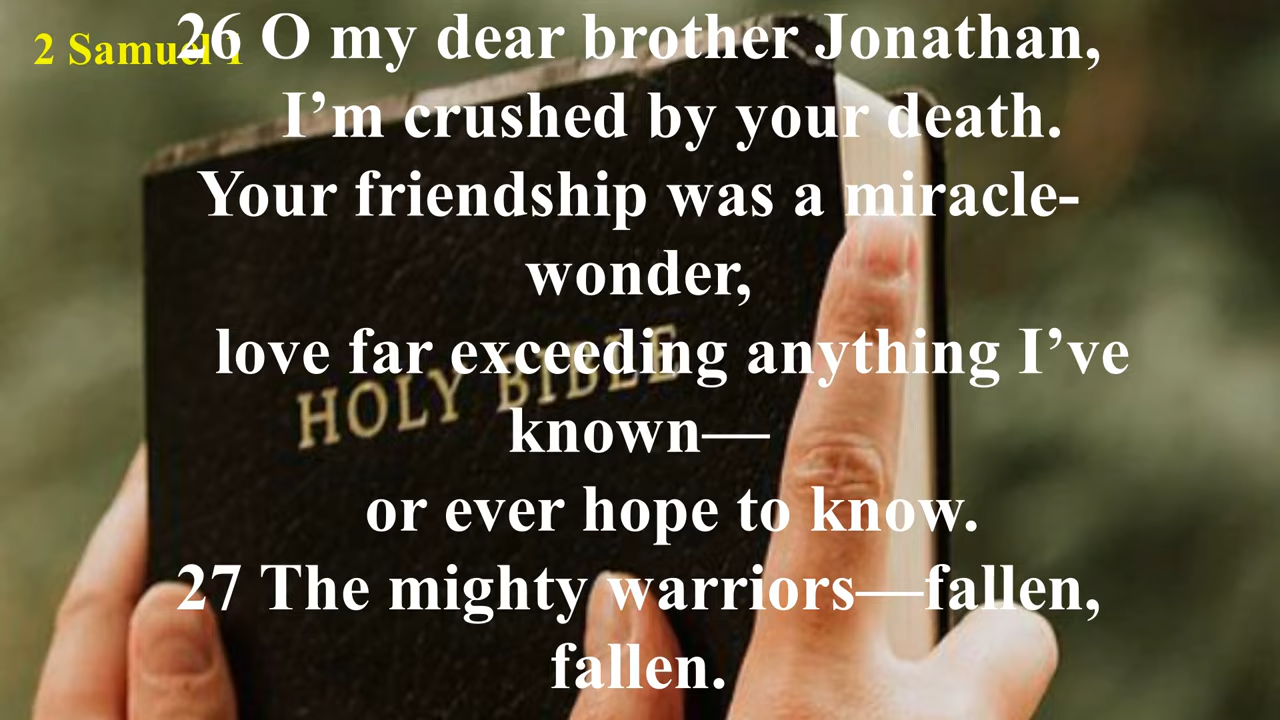 2 Samuel 1
26 O my dear brother Jonathan,
I’m crushed by your death.
Your friendship was a miracle-
wonder,
love far exceeding anything I’ve
known—
or ever hope to know.
27 The mighty warriors—fallen,
fallen.
HOLY BIBLE